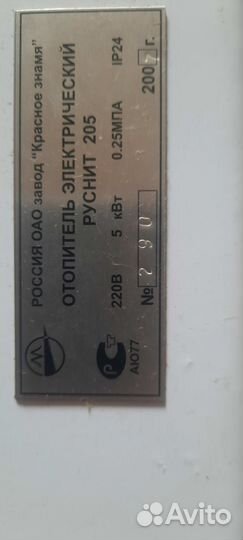 РОССИЯ ОАО завод "Красное знамя"
ОТОПИТЕЛЬ ЭЛЕКТРИЧЕСКИЙ
РУСНИТ 205
220В 5 кВт 0.25МПА IP24
№ 290 200 г.
АЮ77
Avito